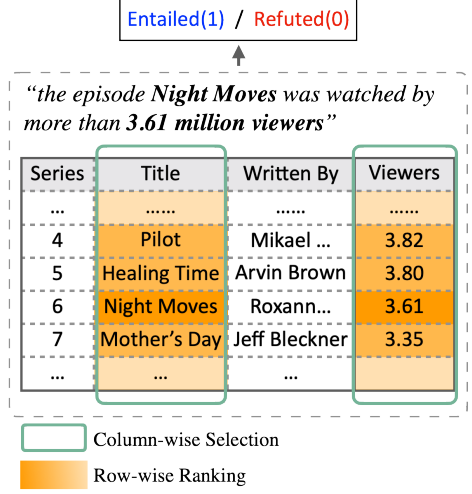 Entailed(1) / Refuted(0)
“the episode Night Moves was watched by
more than 3.61 million viewers”
Series Title Written By Viewers
... ...... ...... ......
4 Pilot Mikael ... 3.82
5 Healing Time Arvin Brown 3.80
6 Night Moves Roxann... 3.61
7 Mother’s Day Jeff Bleckner 3.35
... ... ...
Column-wise Selection
Row-wise Ranking